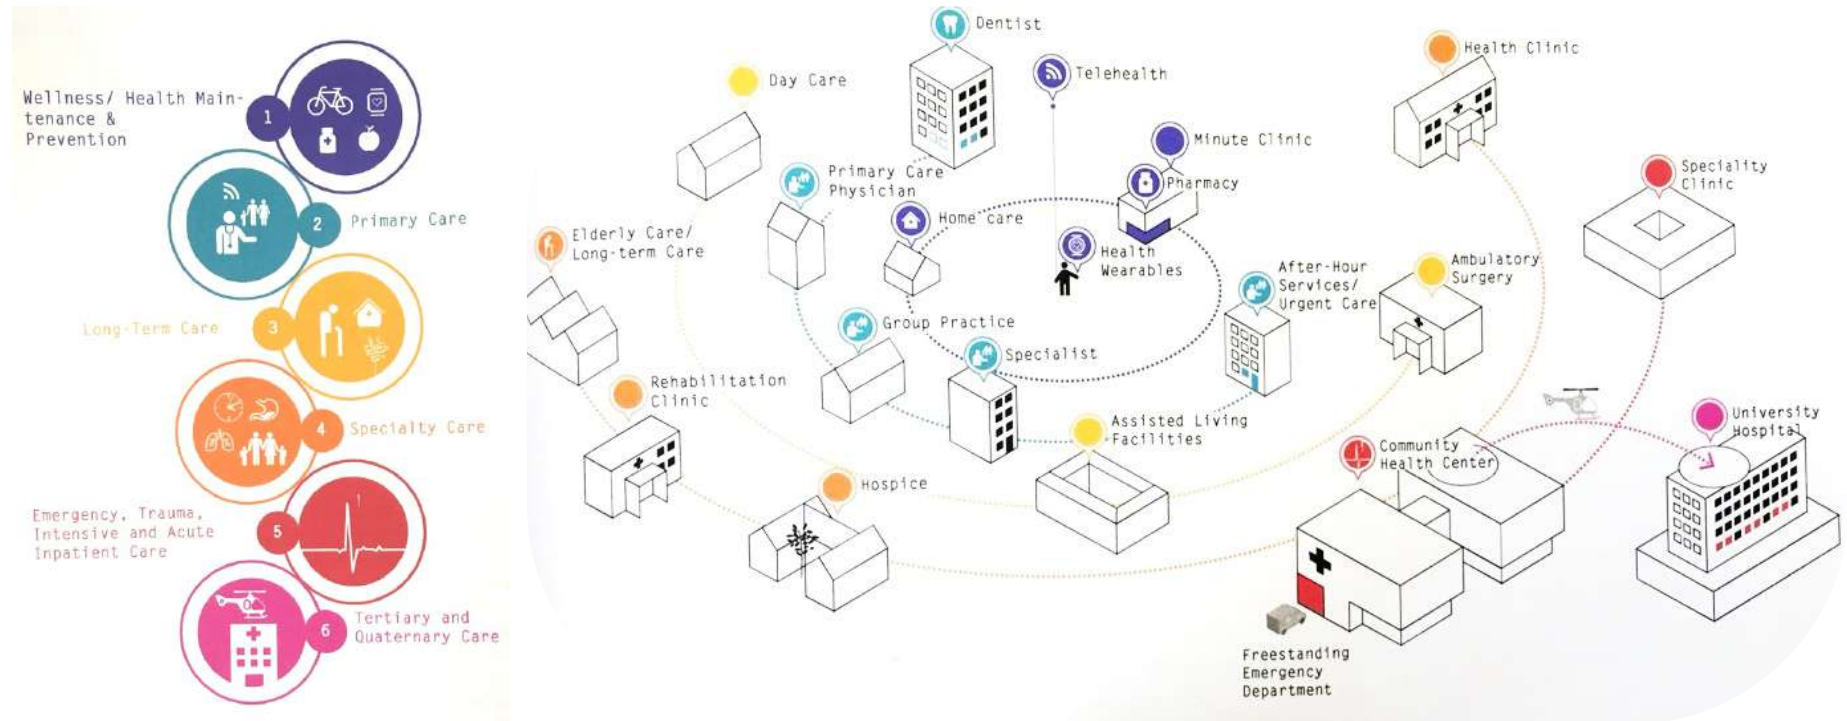 Wellness/ Health Main-
tenance &
Prevention
1
2
Primary Care
Long-Term Care
3
4
Specialty Care
Emergency, Trauma,
Intensive and Acute
Inpatient Care
5
6
Tertiary and
Quaternary Care
Dentist
Day Care
Telehealth
Health Clinic
Minute Clinic
Primary Care
Physician
Pharmacy
Speciality
Clinic
Home care
Elderly Care/
Long-term Care
Health
Wearables
After-Hour
Services/
Urgent Care
Ambulatory
Surgery
Group Practice
Specialist
Rehabilitation
Clinic
Assisted Living
Facilities
University
Hospital
Community
Health Center
Hospice
Freestanding
Emergency
Department